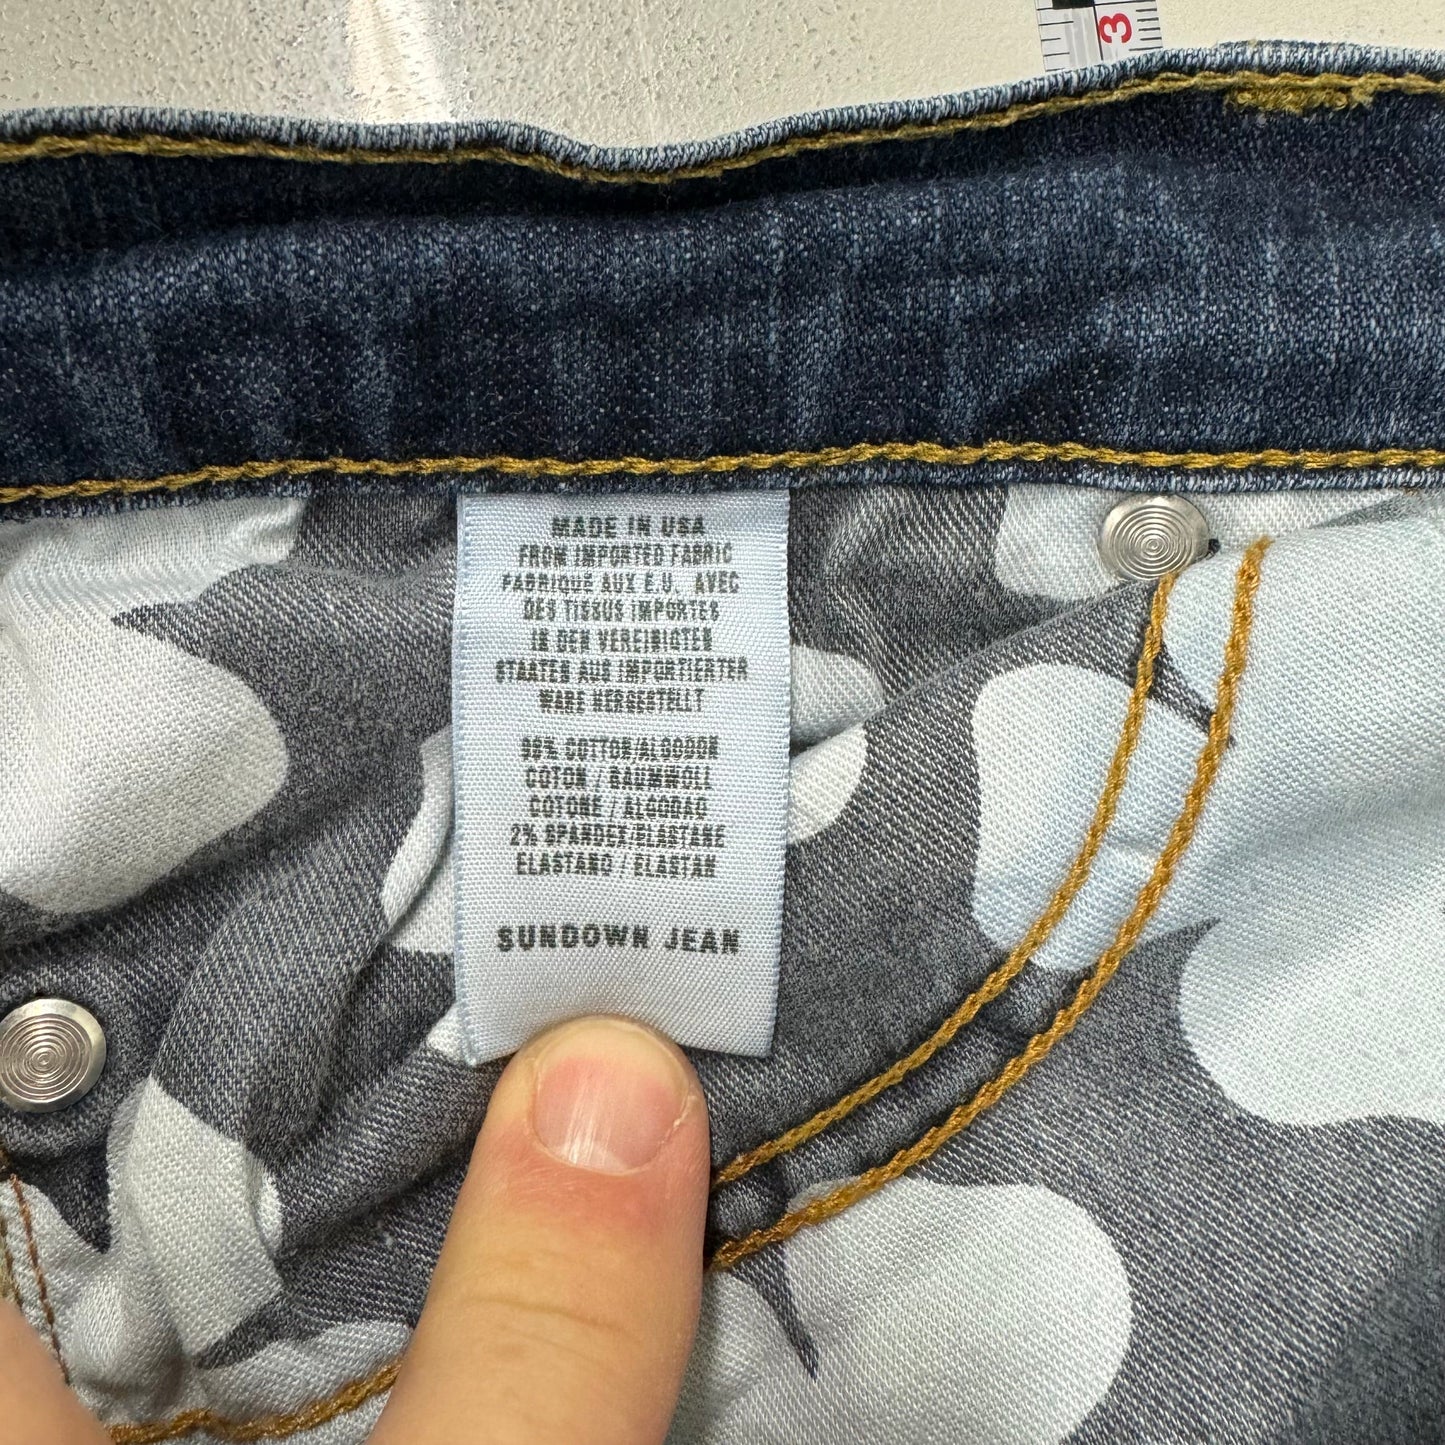 3
MADE IN USA
FROM IMPORTED FABRIC
FABRIQUE AUX E.U. AVEC
DES TISSUS IMPORTES
IN DEN VEREINIGTEN
STAATEN AUS IMPORTIERTER
WARE HERGESTELLT
98% COTTON/ALGODON
COTON / BAUMWOLL
COTONE / ALGODAO
2% SPANDEX/ELASTANE
ELASTANO / ELASTAN
SUNDOWN JEAN